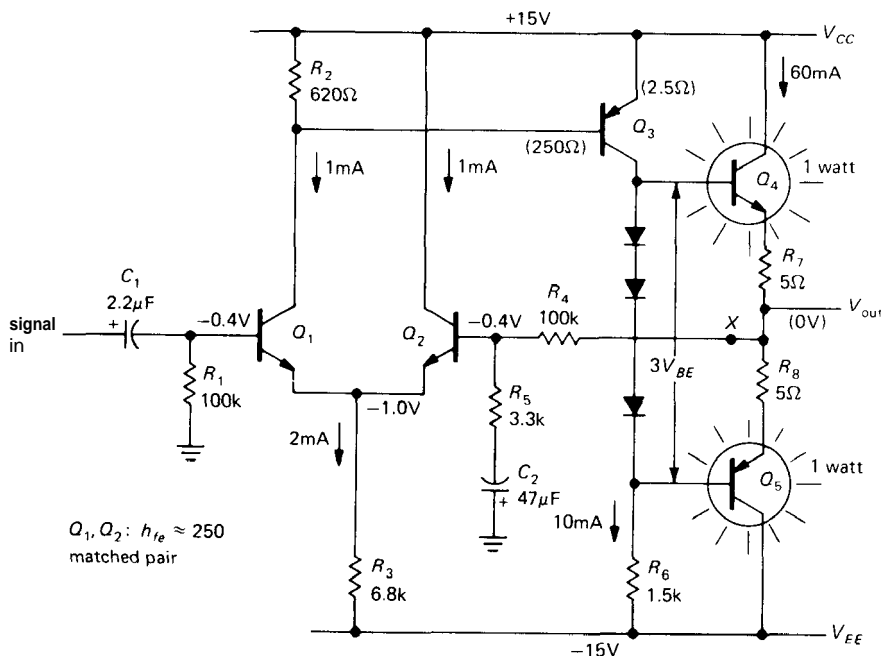 +15V
V_CC
R_2
620Ω
(2.5Ω)
Q_3
(250Ω)
60mA
1 watt
Q_4
1mA
1mA
R_7
5Ω
C_1
2.2μF
+
signal
in
−0.4V
Q_1
Q_2
−0.4V
R_4
100k
X
V_out
(0V)
R_1
100k
−1.0V
2mA
R_5
3.3k
3V_BE
R_8
5Ω
1 watt
Q_5
C_2
47μF
+
10mA
Q_1, Q_2: h_fe ≈ 250
matched pair
R_3
6.8k
R_6
1.5k
−15V
V_EE